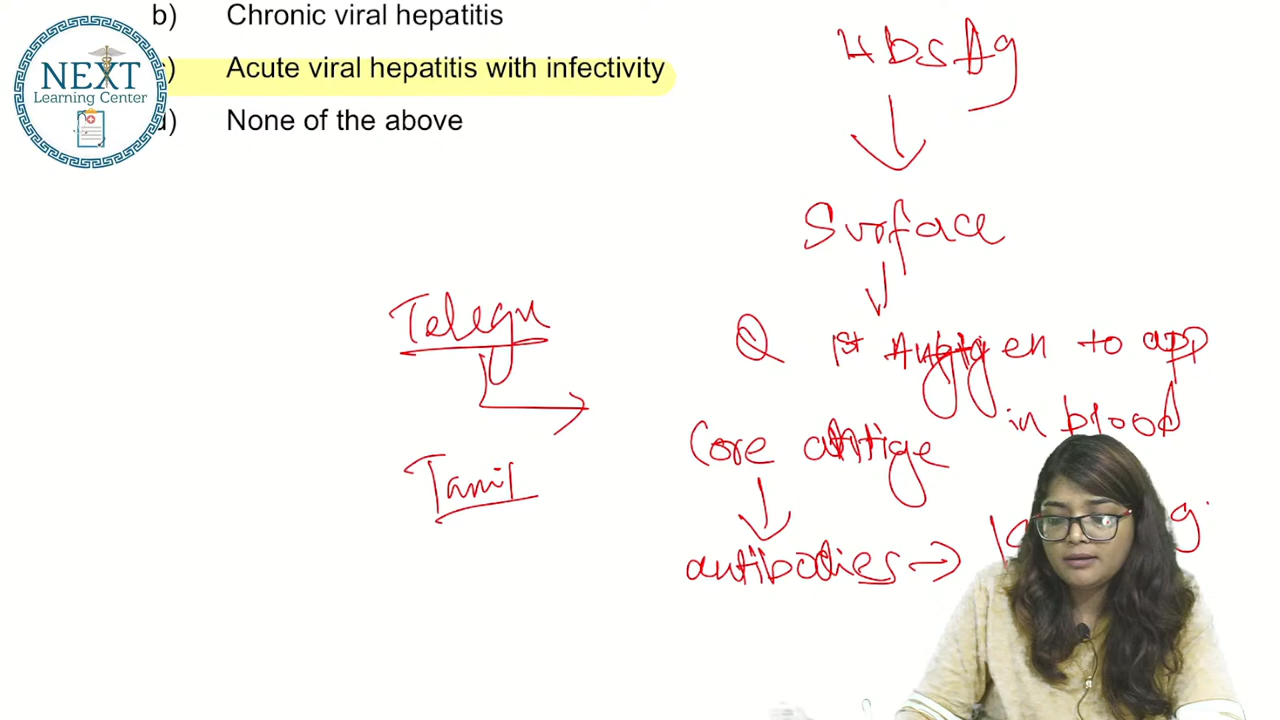 b) Chronic viral hepatitis
NEXT
Learning Center
Acute viral hepatitis with infectivity
d) None of the above
HbsAg
Surface
Q 1st Antigen to app
in blood
Core antige
antibodies →
Telegu
Tamil